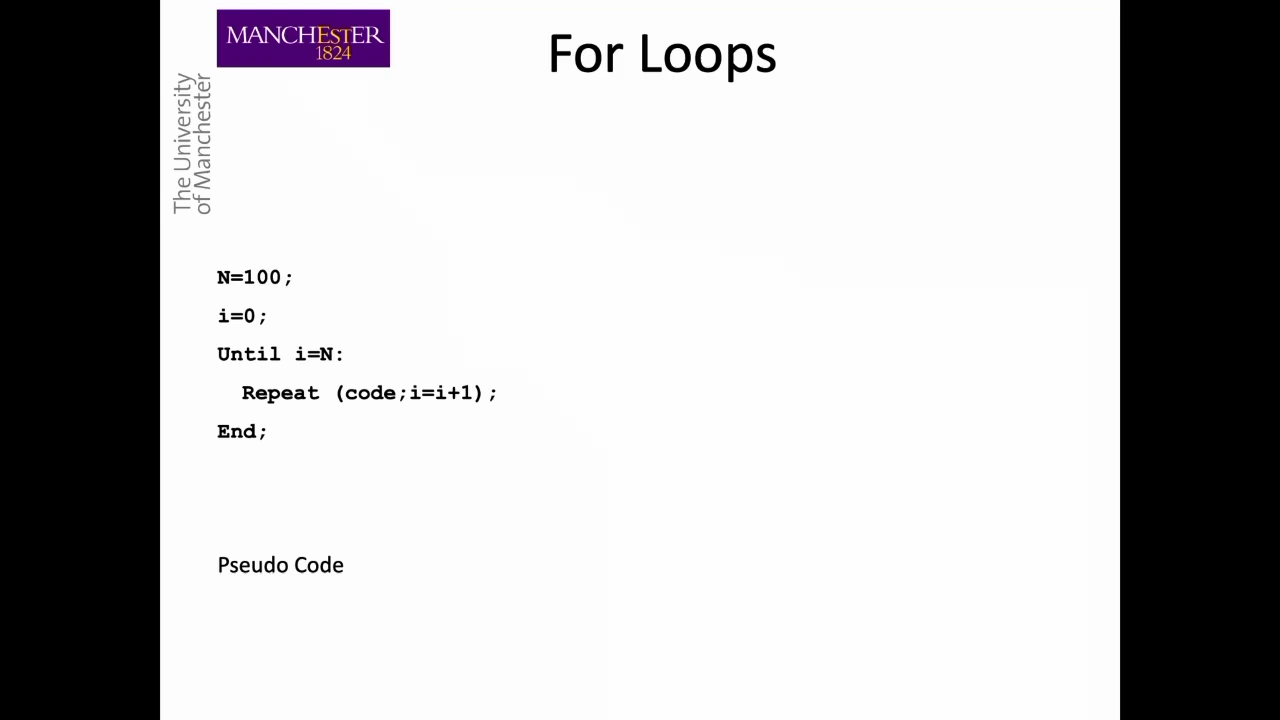 MANCHESTER
1824
The University
of Manchester
For Loops
N=100;
i=0;
Until i=N:
Repeat (code;i=i+1);
End;
Pseudo Code